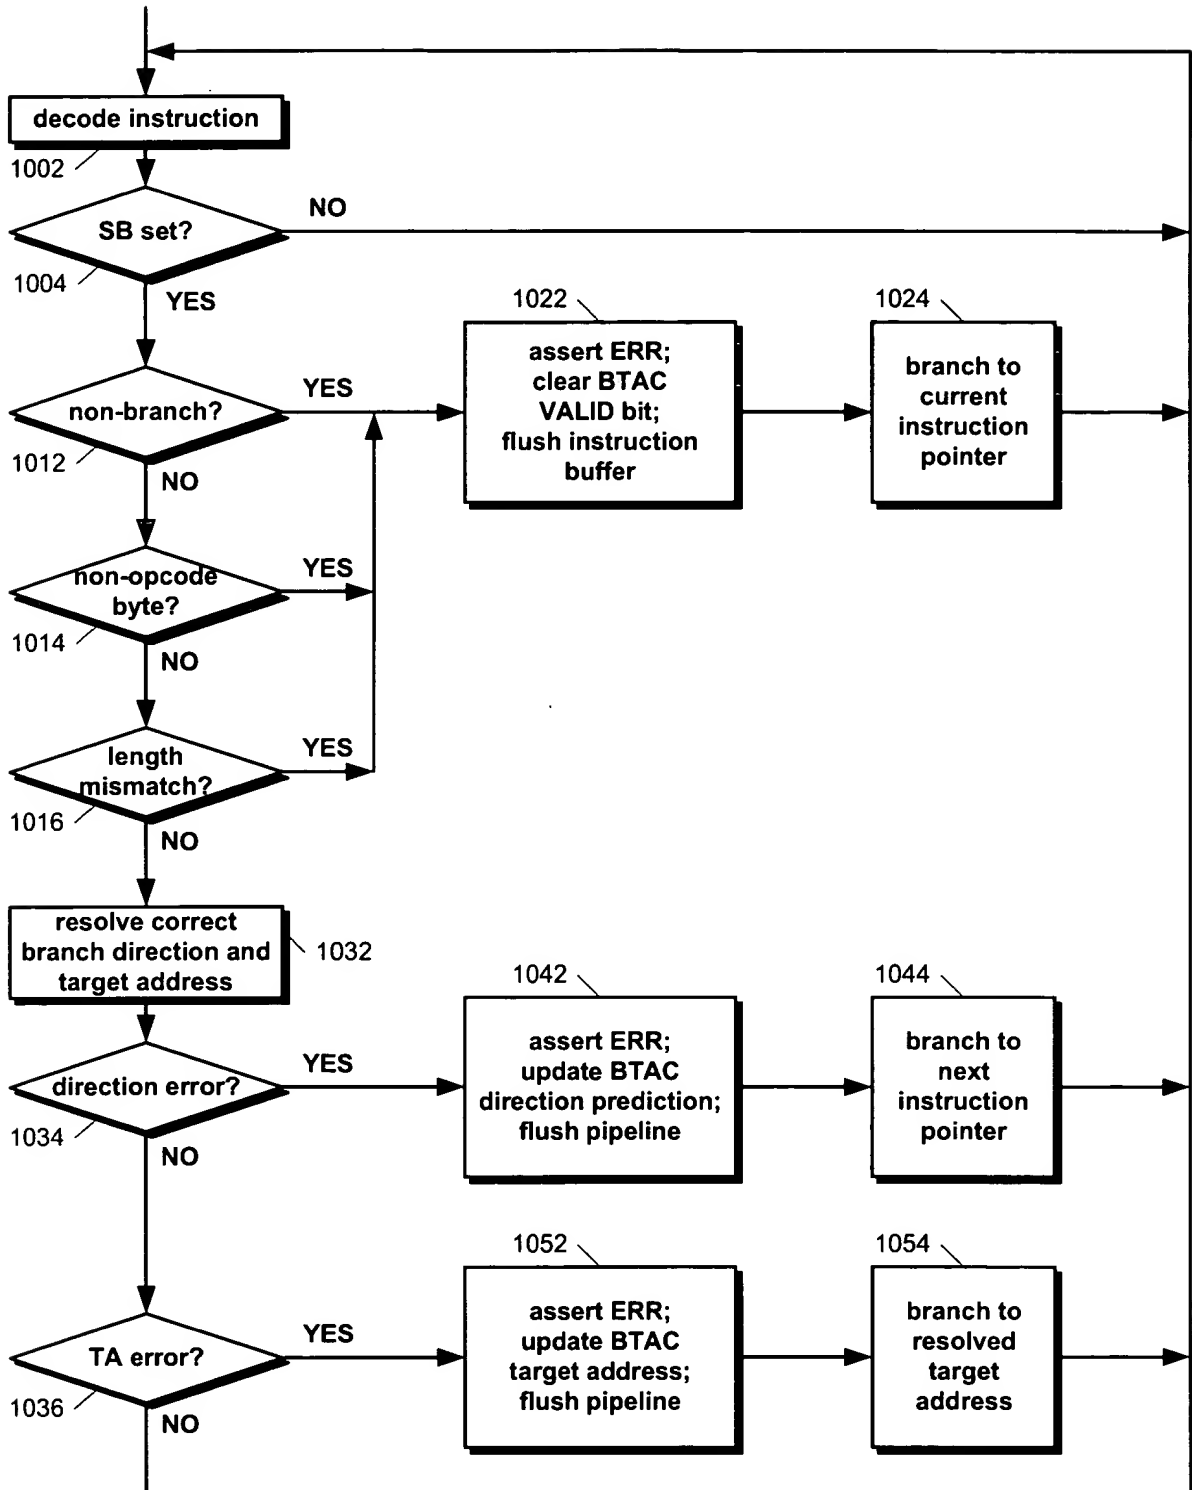 decode instruction
1002
SB set?
NO
1004
YES
1022
1024
non-branch?
YES
assert ERR;
clear BTAC
VALID bit;
flush instruction
buffer
branch to
current
instruction
pointer
1012
NO
non-opcode
byte?
YES
1014
NO
length
mismatch?
YES
1016
NO
resolve correct
branch direction and
target address
1032
1042
1044
direction error?
YES
assert ERR;
update BTAC
direction prediction;
flush pipeline
branch to
next
instruction
pointer
1034
NO
1052
1054
TA error?
YES
assert ERR;
update BTAC
target address;
flush pipeline
branch to
resolved
target
address
1036
NO